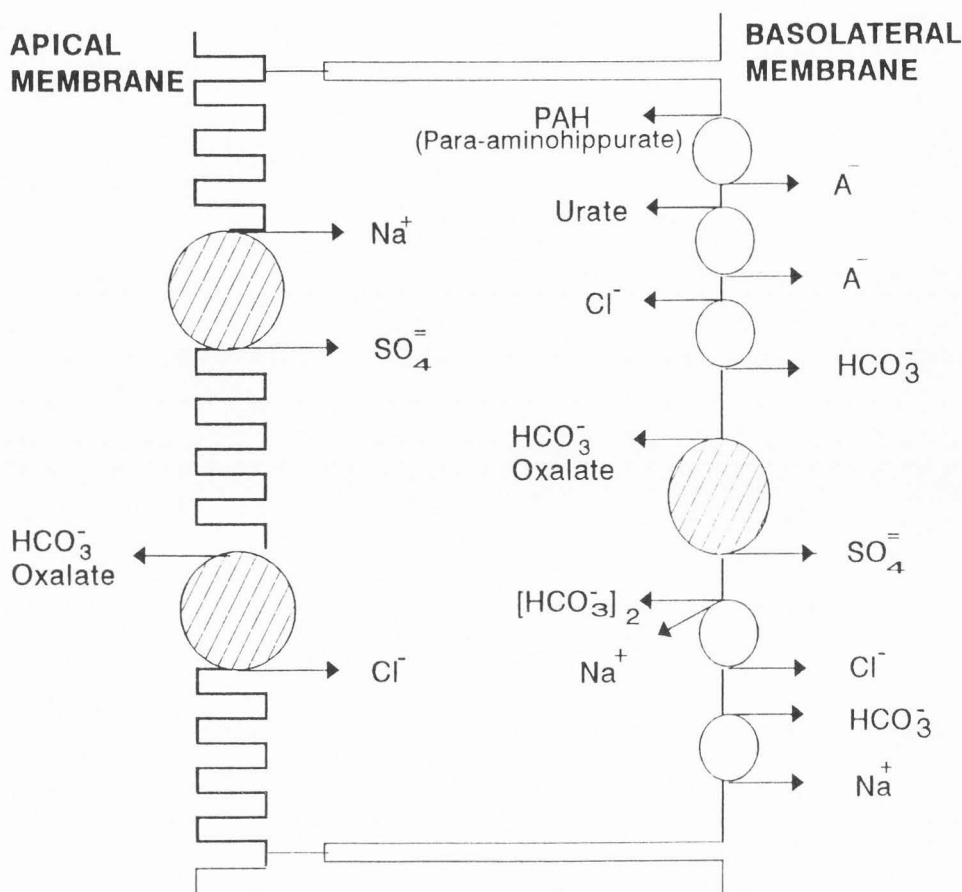 APICAL
MEMBRANE
BASOLATERAL
MEMBRANE
PAH
(Para-aminohippurate)
A⁻
Urate
Na⁺
A⁻
Cl⁻
SO₄⁼
HCO₃⁻
HCO₃⁻
Oxalate
HCO₃⁻
Oxalate
SO₄⁼
[HCO₃⁻]₂
Na⁺
Cl⁻
Cl⁻
HCO₃⁻
Na⁺